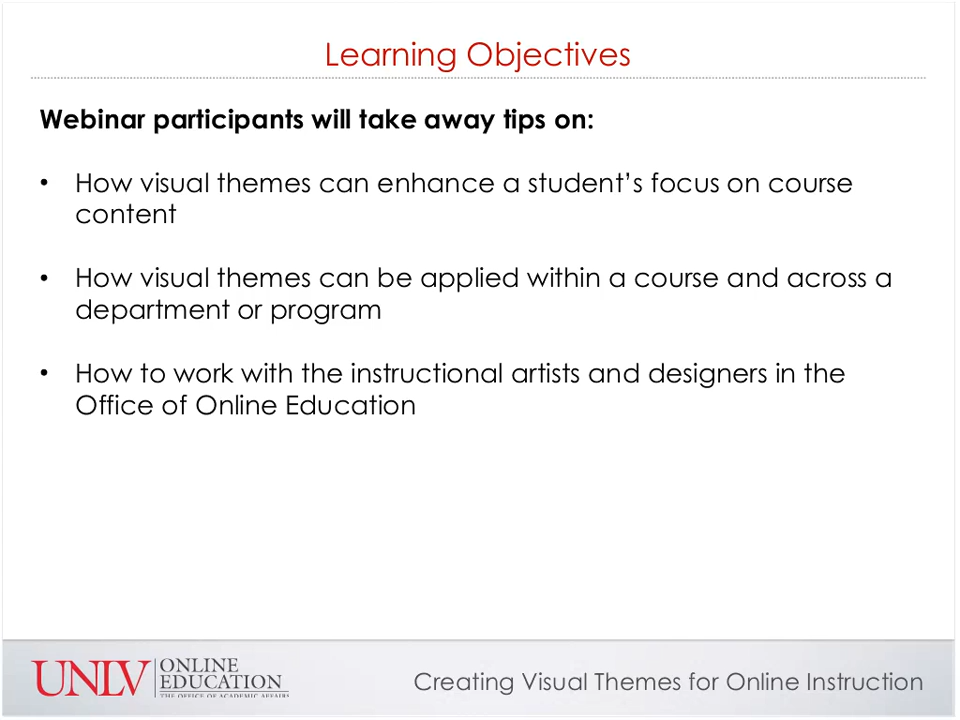 Learning Objectives
Webinar participants will take away tips on:
• How visual themes can enhance a student’s focus on course
content
• How visual themes can be applied within a course and across a
department or program
• How to work with the instructional artists and designers in the
Office of Online Education
UNLV
ONLINE
EDUCATION
THE OFFICE OF ACADEMIC AFFAIRS
Creating Visual Themes for Online Instruction